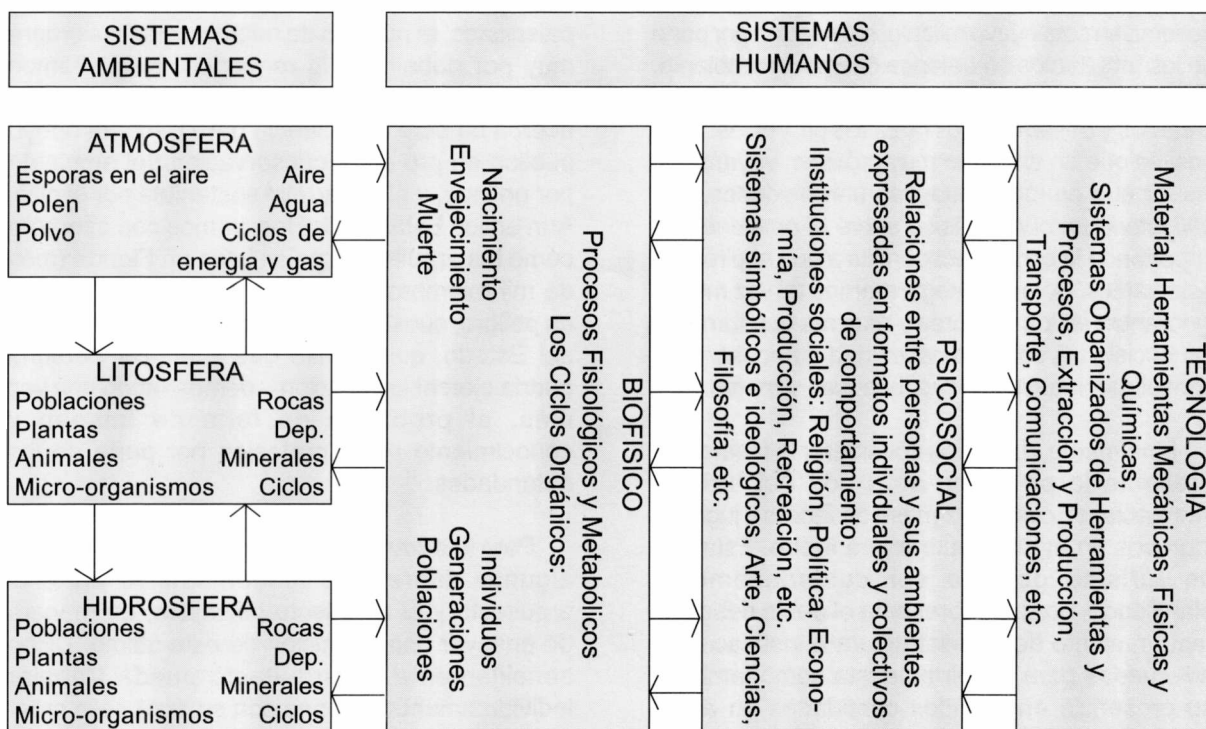 SISTEMAS
AMBIENTALES
SISTEMAS
HUMANOS
ATMOSFERA
Esporas en el aire Aire
Polen Agua
Polvo Ciclos de
energía y gas
LITOSFERA
Poblaciones Rocas
Plantas Dep.
Animales Minerales
Micro-organismos Ciclos
HIDROSFERA
Poblaciones Rocas
Plantas Dep.
Animales Minerales
Micro-organismos Ciclos
BIOFISICO
Procesos Fisiológicos y Metabólicos
Los Ciclos Orgánicos:
Nacimiento Individuos
Envejecimiento Generaciones
Muerte Poblaciones
PSICOSOCIAL
Relaciones entre personas y sus ambientes
expresadas en formatos individuales y colectivos
de comportamiento.
Instituciones sociales: Religión, Política, Econo-
mía, Producción, Recreación, etc.
Sistemas simbólicos e ideológicos, Arte, Ciencias,
Filosofía, etc.
TECNOLOGIA
Material Herramientas Mecánicas, Físicas y
Químicas.
Sistemas Organizados de Herramientas y
Procesos, Extracción y Producción,
Transporte, Comunicaciones, etc